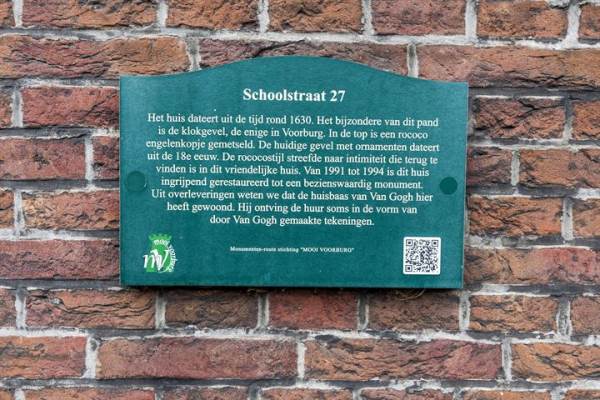 Schoolstraat 27
Het huis dateert uit de tijd rond 1630. Het bijzondere van dit pand
is de klokgevel, de enige in Voorburg. In de top is een rococo
engelenkopje gemetseld. De huidige gevel met ornamenten dateert
uit de 18e eeuw. De rococostijl streefde naar intimiteit die terug te
vinden is in dit vriendelijke huis. Van 1991 tot 1994 is dit huis
ingrijpend gerestaureerd tot een bezienswaardig monument.
Uit overleveringen weten we dat de huisbaas van Van Gogh hier
heeft gewoond. Hij ontving de huur soms in de vorm van
door Van Gogh gemaakte tekeningen.
Monumenten-route stichting "MOOI VOORBURG"
mooi voorburg
mV